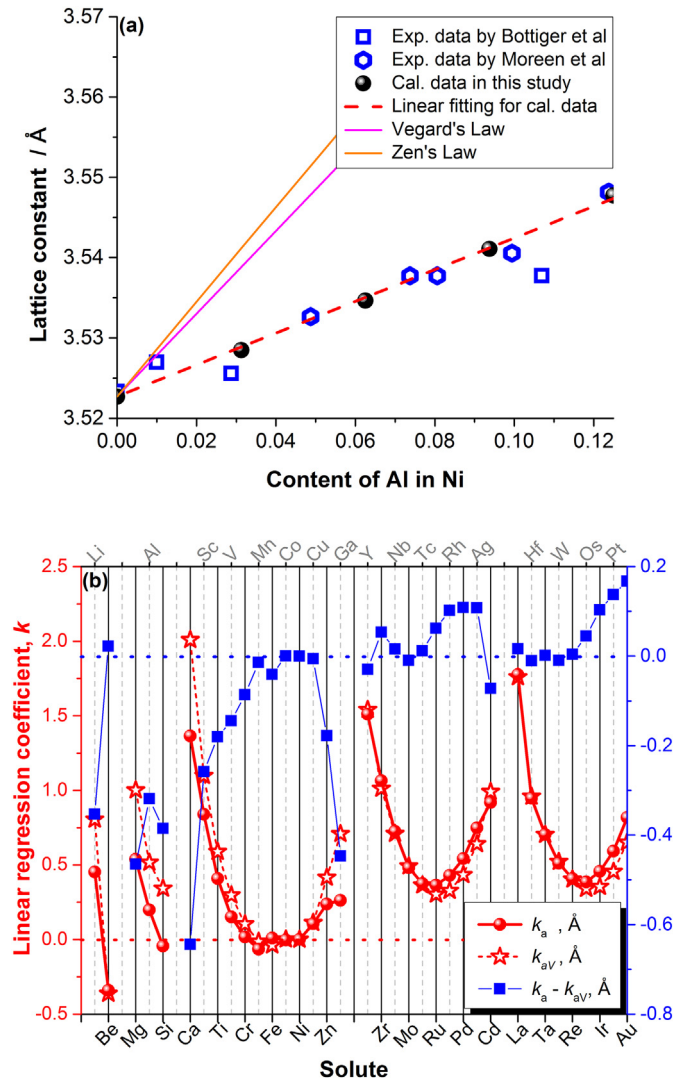 (a)
3.57
3.56
3.55
3.54
3.53
3.52
Lattice constant / Å
Exp. data by Bottiger et al
Exp. data by Moreen et al
Cal. data in this study
Linear fitting for cal. data
Vegard's Law
Zen's Law
0.00 0.02 0.04 0.06 0.08 0.10 0.12
Content of Al in Ni
Li Al Sc V Mn Co Cu Ga Y Nb Tc Rh Ag Hf W Os Pt
(b)
2.5
2.0
1.5
1.0
0.5
0.0
-0.5
Linear regression coefficient, k
0.2
0.0
-0.2
-0.4
-0.6
-0.8
ka , Å
kaV, Å
ka - kaV, Å
Be Mg Si Ca Ti Cr Fe Ni Zn Zr Mo Ru Pd Cd La Ta Re Ir Au
Solute